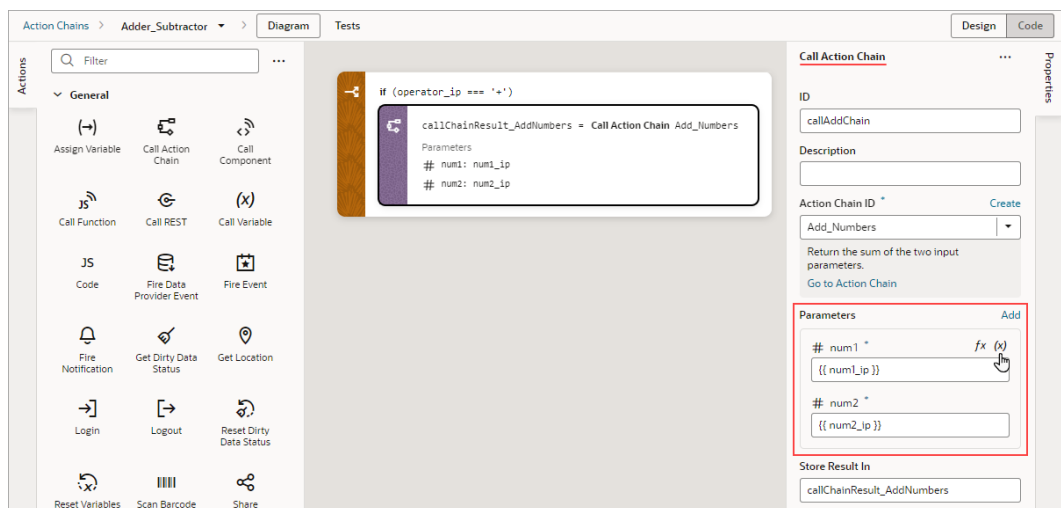 Action Chains > Adder_Subtractor > Diagram Tests Design Code
Actions
Filter ...
General
Assign Variable
Call Action
Chain
Call
Component
JS
Call Function
Call REST
(x)
Call Variable
JS
Code
Fire Data
Provider Event
Fire Event
Fire
Notification
Get Dirty Data
Status
Get Location
Login
Logout
Reset Dirty
Data Status
Reset Variables
Scan Barcode
Share
if (operator_ip === '+')
callChainResult_AddNumbers = Call Action Chain Add_Numbers
Parameters
# num1: num1_ip
# num2: num2_ip
Call Action Chain ...
Properties
ID
callAddChain
Description
Action Chain ID * Create
Add_Numbers
Return the sum of the two input
parameters.
Go to Action Chain
Parameters Add
# num1 * fx (x)
{{ num1_ip }}
# num2 *
{{ num2_ip }}
Store Result In
callChainResult_AddNumbers